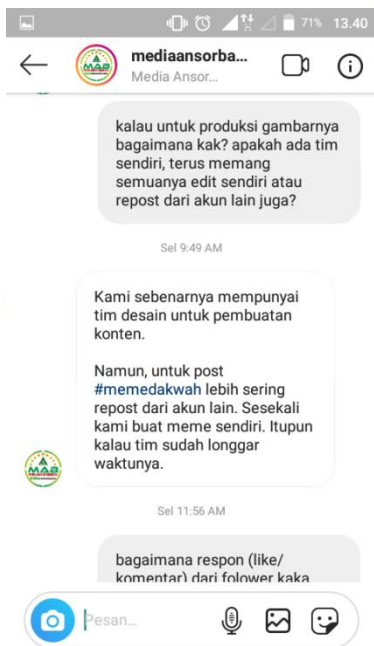 71% 13.40
mediaansorba...
Media Ansor...
kalau untuk produksi gambarnya
bagaimana kak? apakah ada tim
sendiri, terus memang
semuanya edit sendiri atau
repost dari akun lain juga?
Sel 9:49 AM
Kami sebenarnya mempunyai
tim desain untuk pembuatan
konten.
Namun, untuk post
#memedakwah lebih sering
repost dari akun lain. Sesekali
kami buat meme sendiri. Itupun
kalau tim sudah longgar
waktunya.
MAB
Sel 11:56 AM
bagaimana respon (like/
komentar) dari folower kaka
Pesan...